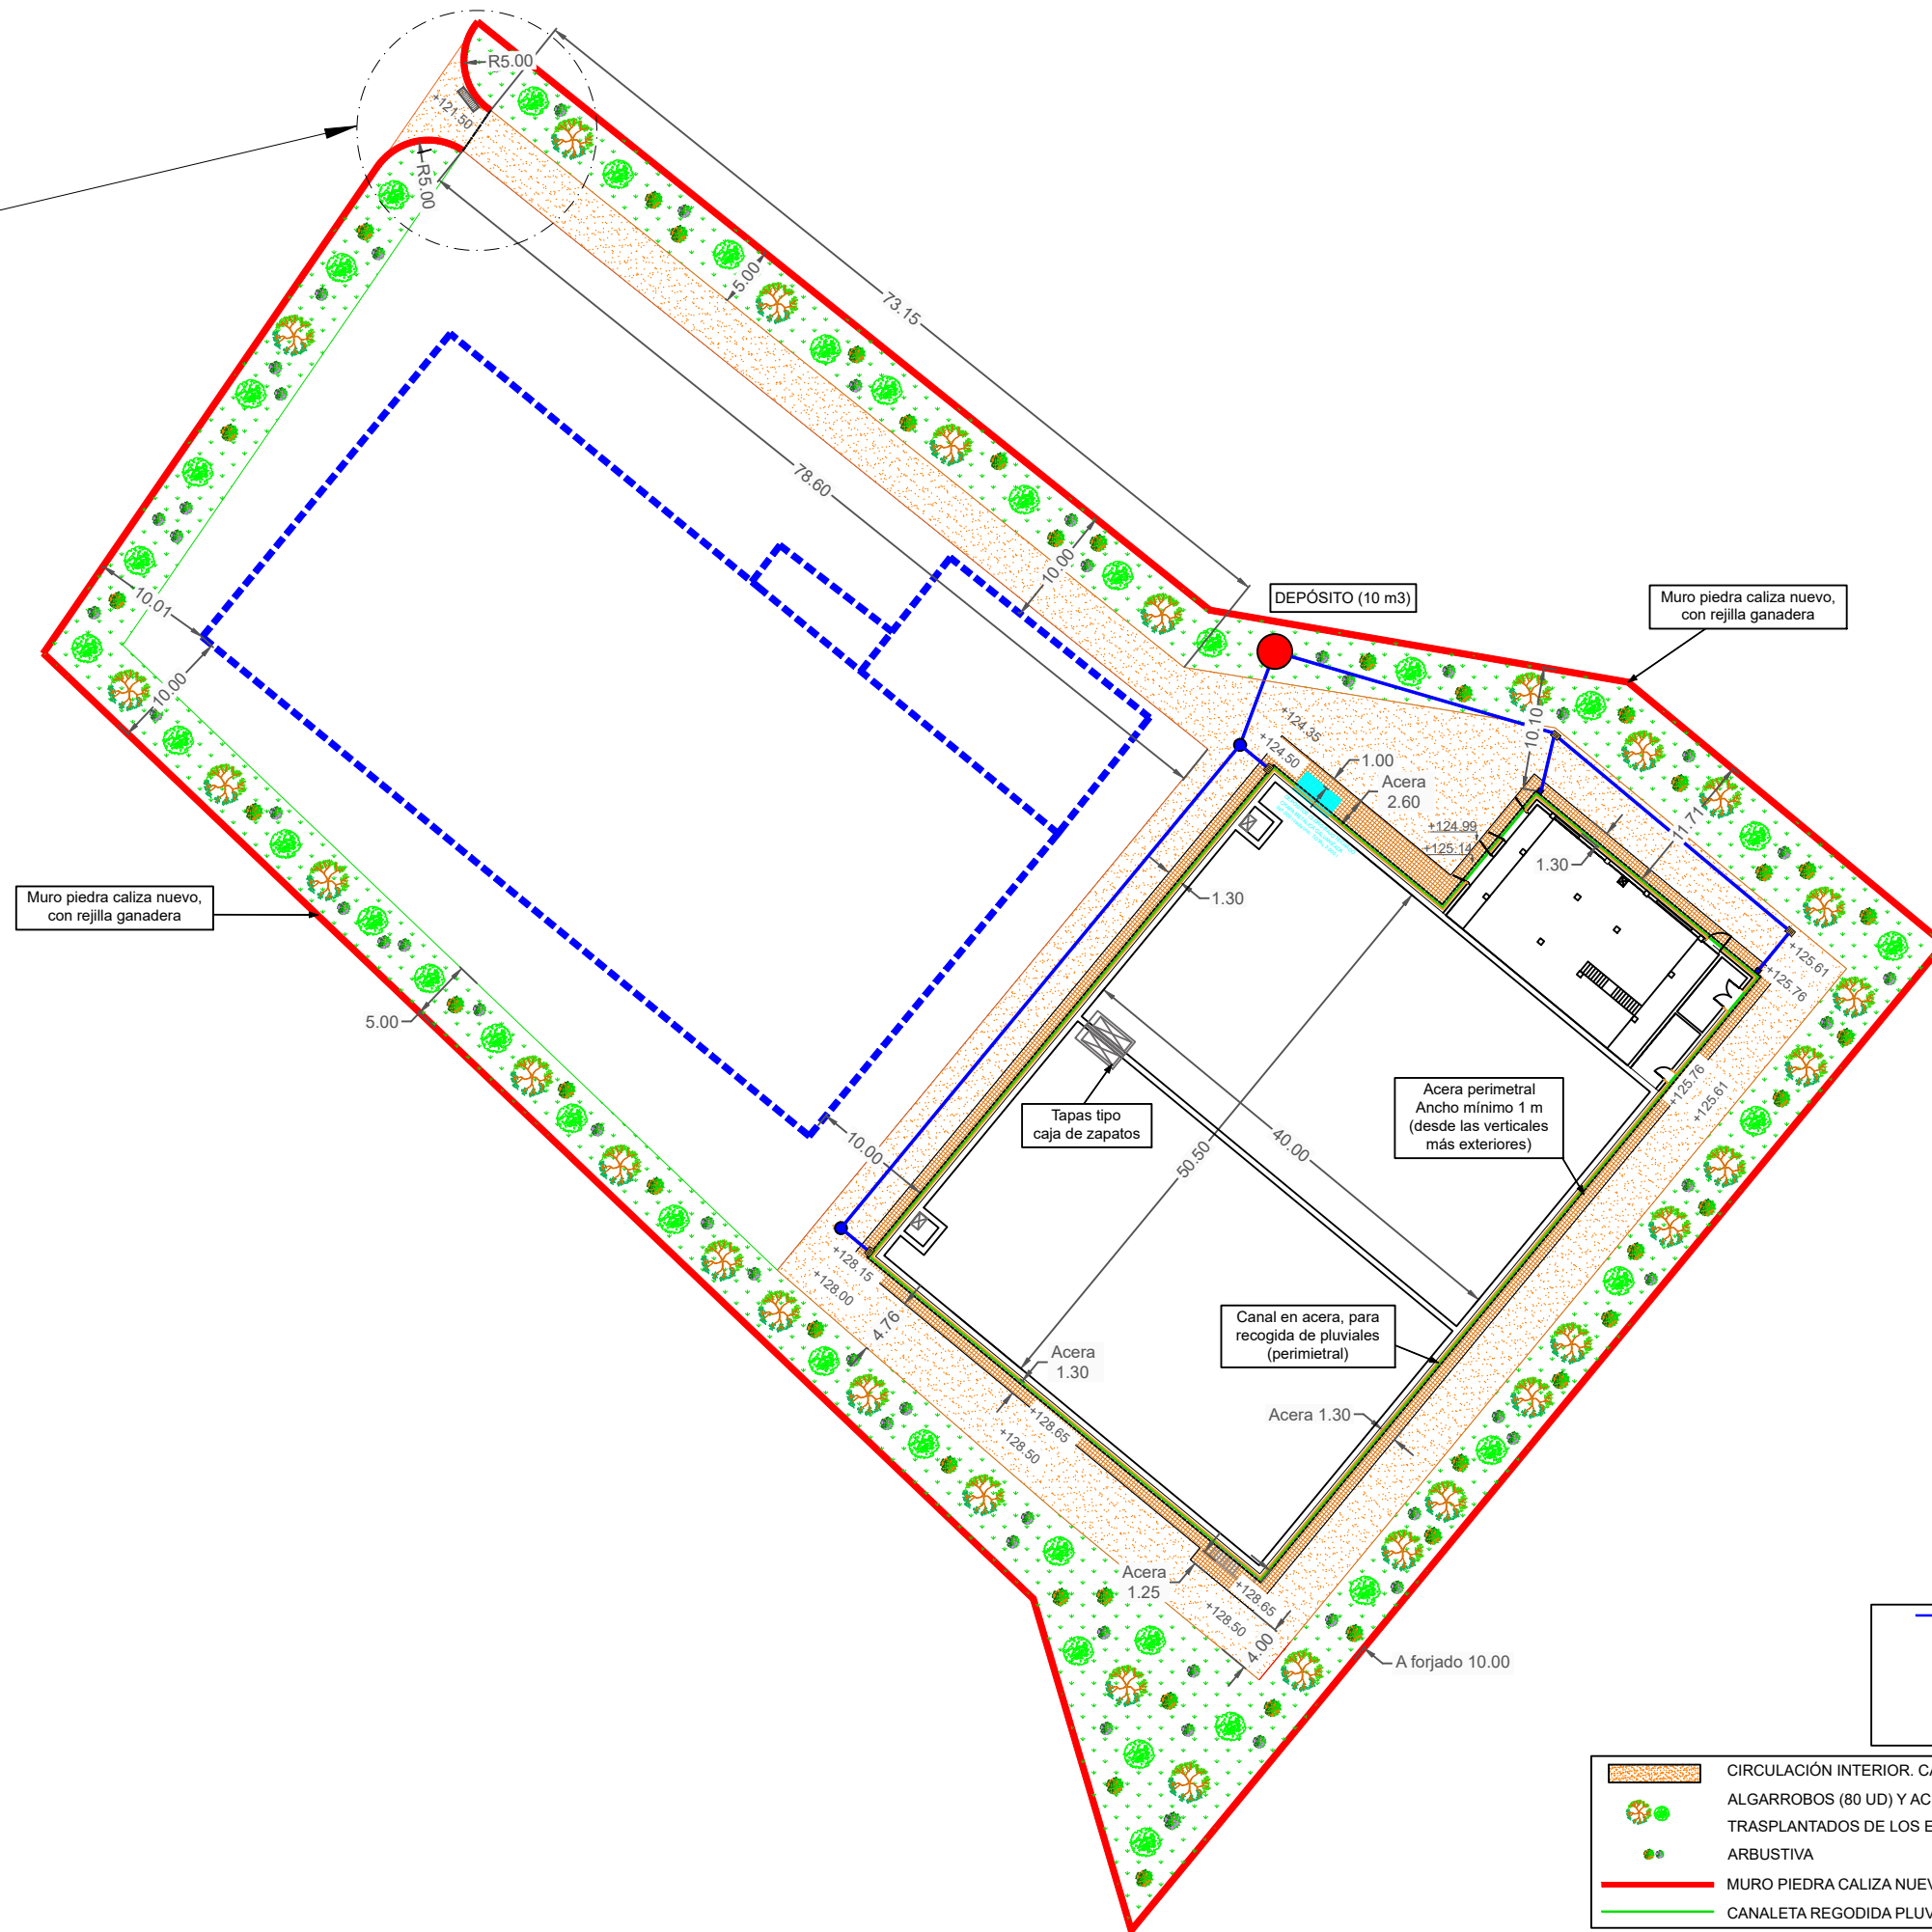 R5.00
+121.50
R5.00
5.00
73.15
78.60
10.00
DEPÓSITO (10 m3)
Muro piedra caliza nuevo,
con rejilla ganadera
10.01
10.00
10.10
+124.35
+124.50
1.00
Acera
2.60
+124.99
+125.14
1.30
11.71
1.30
Muro piedra caliza nuevo,
con rejilla ganadera
+125.61
+125.76
5.00
Tapas tipo
caja de zapatos
Acera perimetral
Ancho mínimo 1 m
(desde las verticales
más exteriores)
+125.76
+125.61
10.00
50.50
40.00
+128.15
+128.00
4.76
Canal en acera, para
recogida de pluviales
(perimietral)
Acera
1.30
Acera 1.30
+128.65
+128.50
Acera
1.25
+128.65
+128.50
4.00
A forjado 10.00
CIRCULACIÓN INTERIOR.
ALGARROBOS (80 UD) Y
TRASPLANTADOS DE LOS
ARBUSTIVA
MURO PIEDRA CALIZA
CANALETA REGODIDA